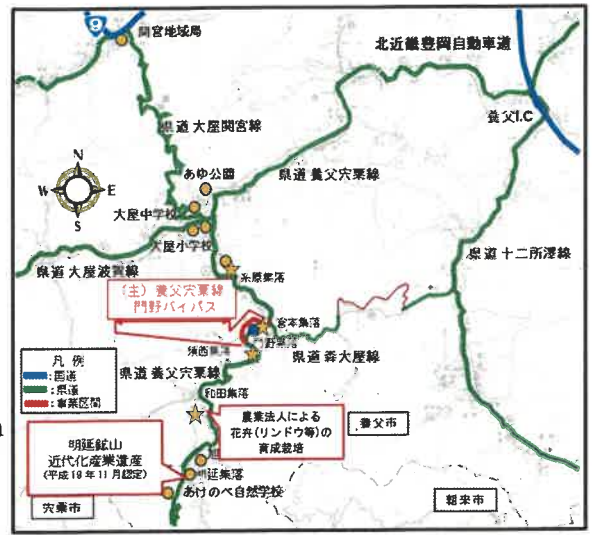 9
関宮地域局
北近畿豊岡自動車道
養父I.C
県道 大屋関宮線
あゆ公園
県道 養父宍粟線
N
W
E
S
大屋中学校
大屋小学校
県道 大屋波賀線
県道 十二所澤線
糸原集落
(主) 養父宍粟線
門野バイパス
宮本集落
門野集落
須西集落
県道 森大屋線
凡 例
:国道
:県道
:事業区間
県道 養父宍粟線
和田集落
農業法人による
花卉(リンドウ等)の
育成栽培
養父市
明延鉱山
近代化産業遺産
(平成19年11月認定)
明延集落
あけのべ自然学校
宍粟市
朝来市